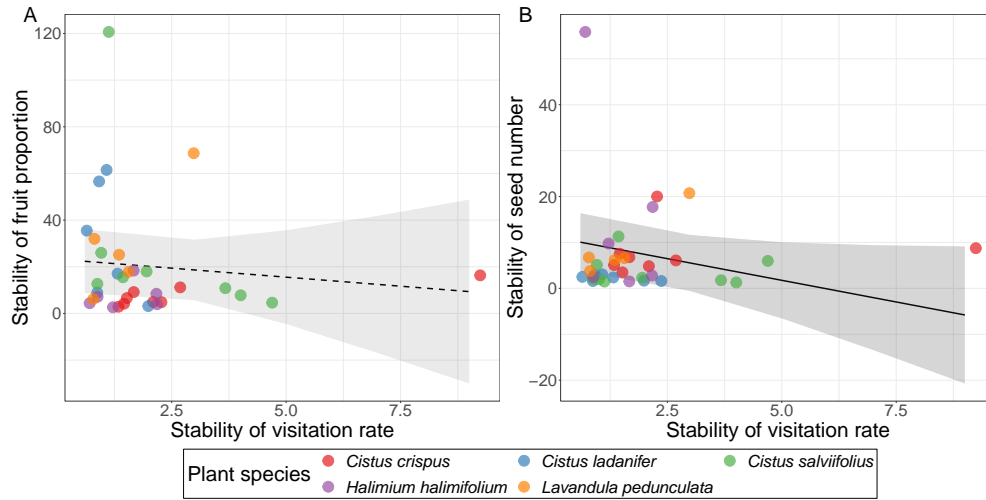 A
B
120
80
40
0
Stability of fruit proportion
2.5 5.0 7.5
Stability of visitation rate
40
20
0
−20
Stability of seed number
2.5 5.0 7.5
Stability of visitation rate
Plant species
Cistus crispus
Cistus ladanifer
Cistus salviifolius
Halimium halimifolium
Lavandula pedunculata